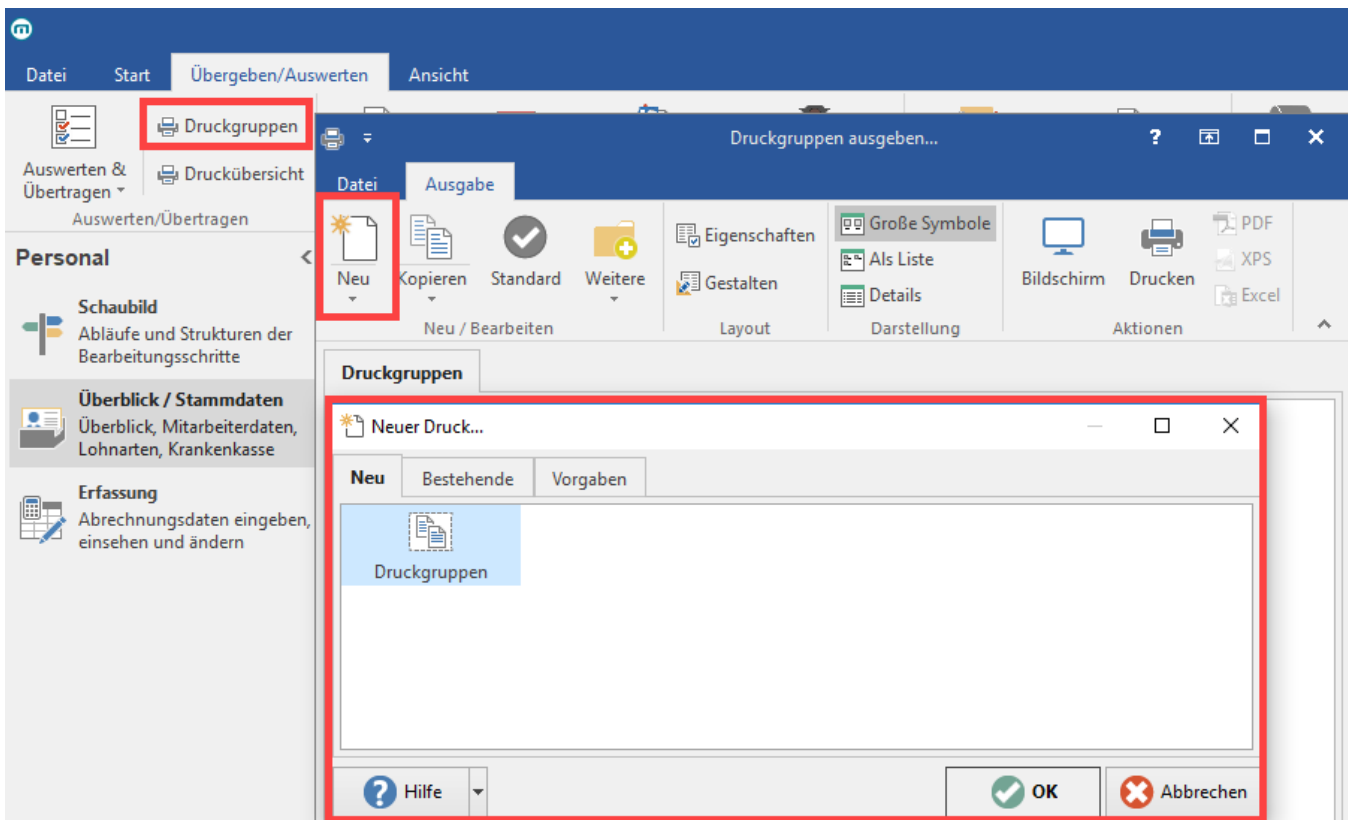 Datei Start Übergeben/Auswerten Ansicht
Druckgruppen
Auswerten &
Übertragen
Druckübersicht
Auswerten/Übertragen
Personal
Schaubild
Abläufe und Strukturen der
Bearbeitungsschritte
Überblick / Stammdaten
Überblick, Mitarbeiterdaten,
Lohnarten, Krankenkasse
Erfassung
Abrechnungsdaten eingeben,
einsehen und ändern
Druckgruppen ausgeben...
Datei Ausgabe
Neu Kopieren Standard Weitere
Neu / Bearbeiten
Eigenschaften
Gestalten
Layout
Große Symbole
Als Liste
Details
Darstellung
Bildschirm Drucken
PDF
XPS
Excel
Aktionen
Druckgruppen
Neuer Druck...
Neu Bestehende Vorgaben
Druckgruppen
Hilfe OK Abbrechen